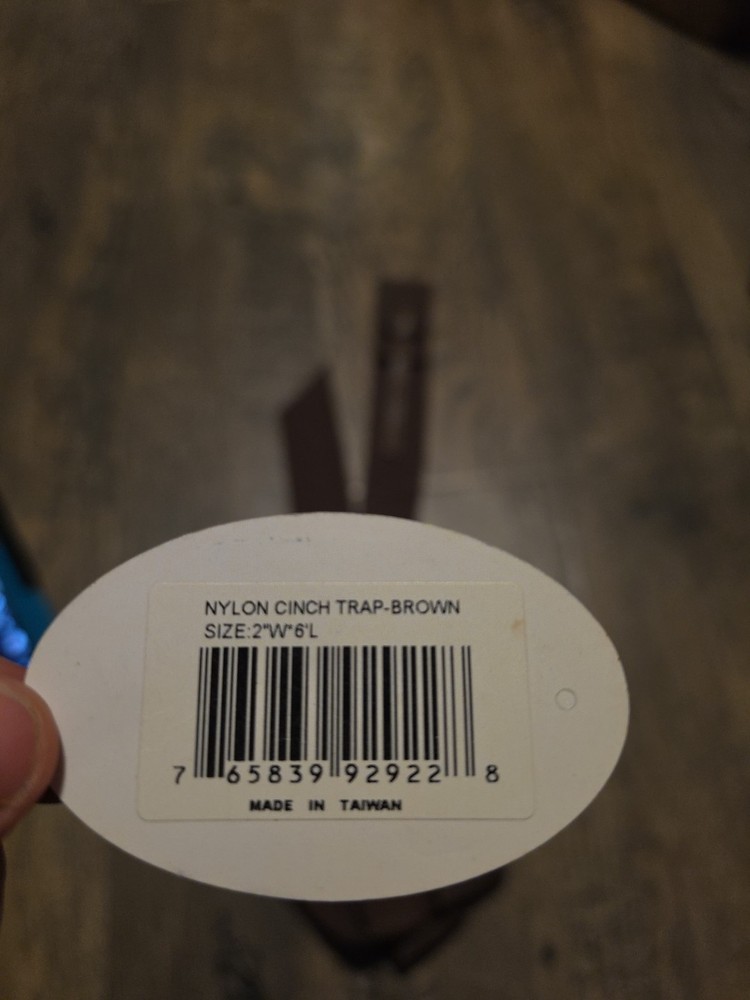 NYLON CINCH TRAP-BROWN
SIZE:2"W*6'L
7 65839 92922 8
MADE IN TAIWAN